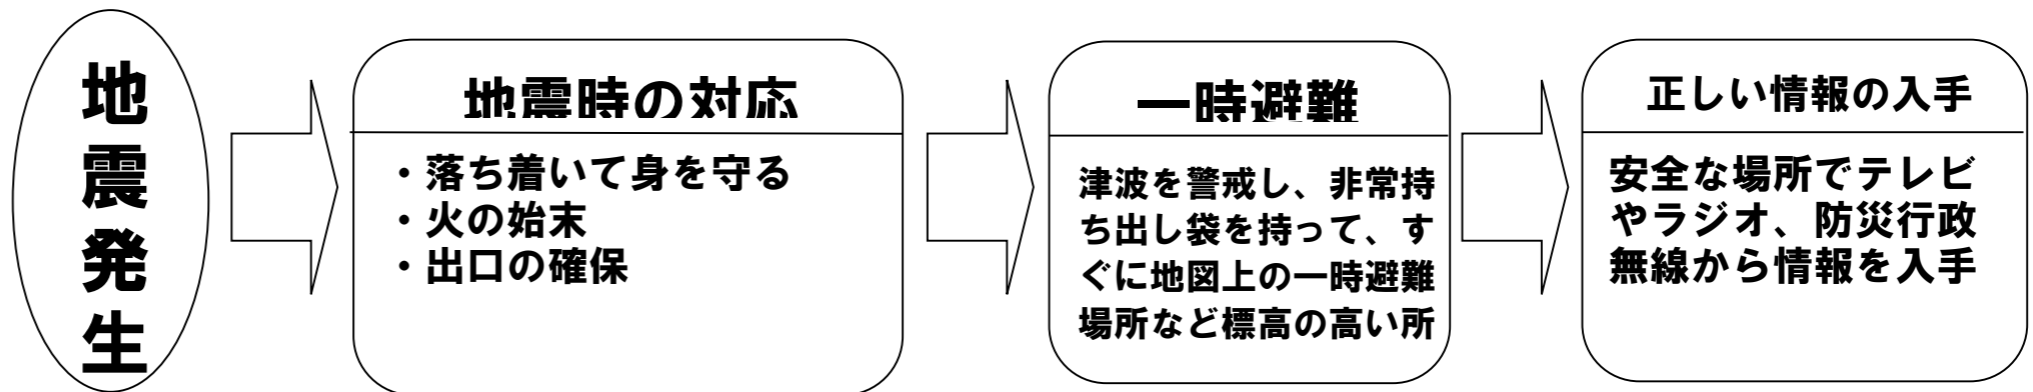 地震発生
地震時の対応
・落ち着いて身を守る
・火の始末
・出口の確保
一時避難
津波を警戒し、非常持
ち出し袋を持って、す
ぐに地図上の一時避難
場所など標高の高い所
正しい情報の入手
安全な場所でテレビ
やラジオ、防災行政
無線から情報を入手